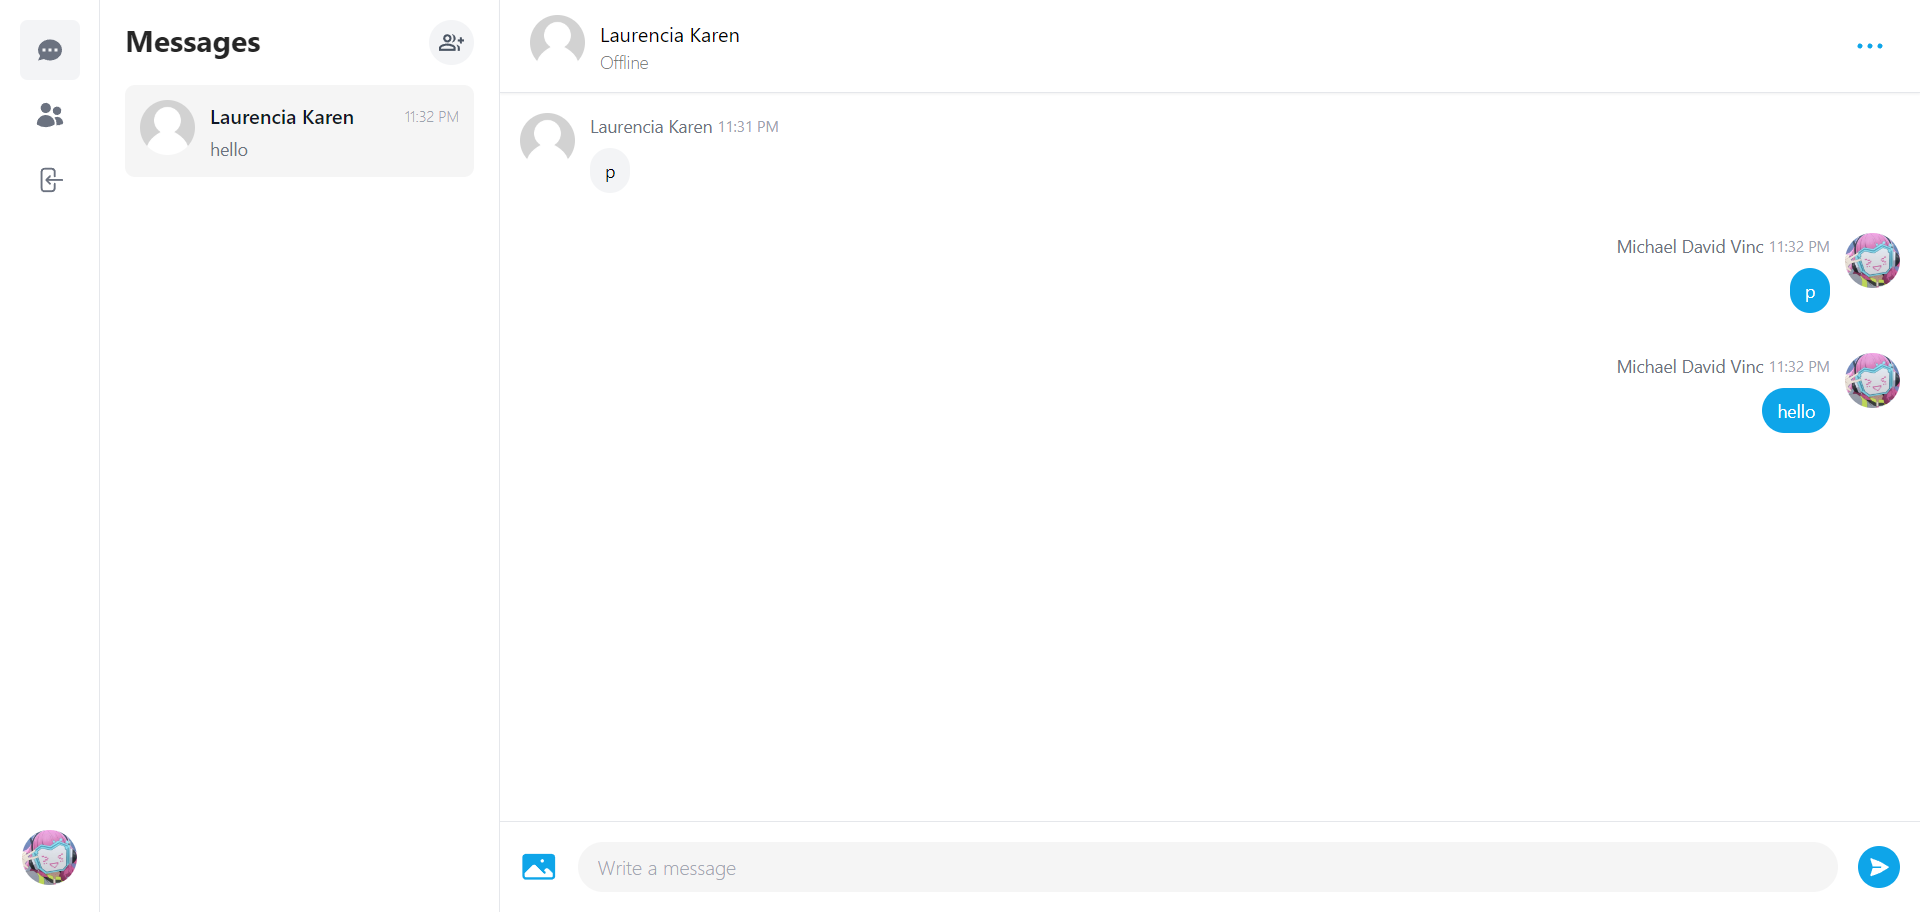 Messages
Laurencia Karen 11:32 PM
hello
Laurencia Karen
Offline
Laurencia Karen 11:31 PM
p
Michael David Vinc 11:32 PM
p
Michael David Vinc 11:32 PM
hello
Write a message